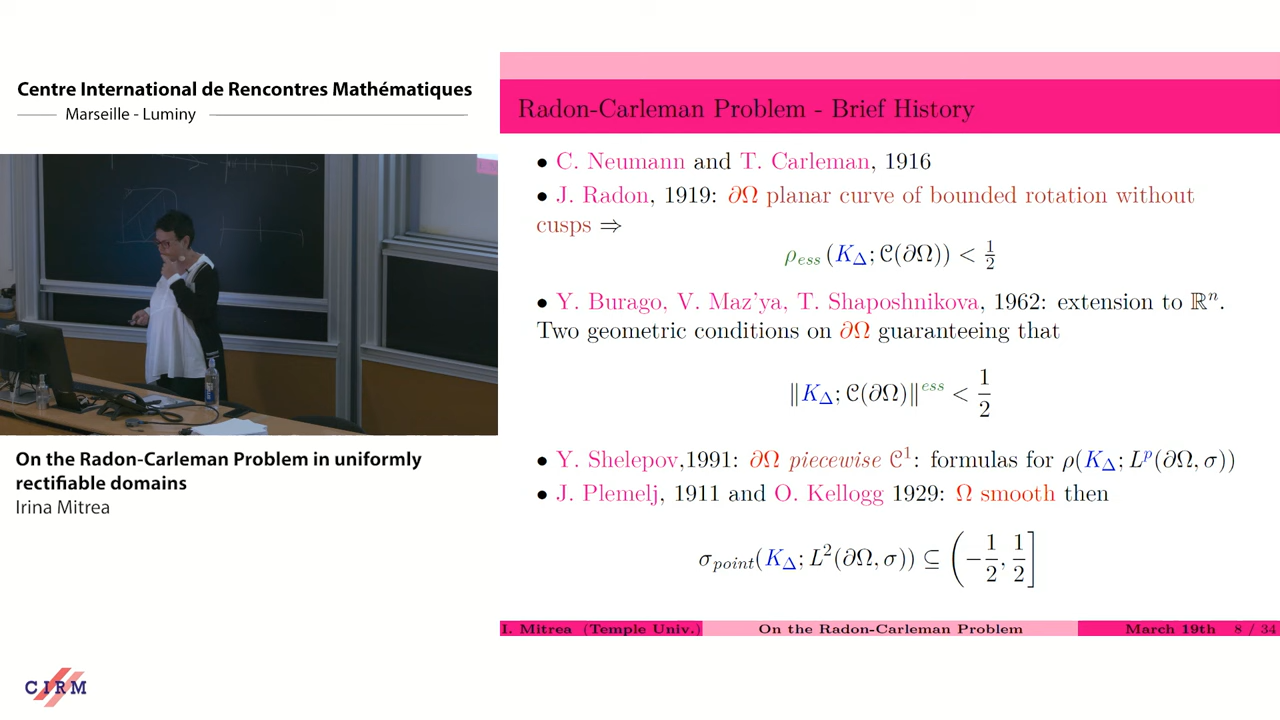 Centre International de Rencontres Mathématiques
Marseille - Luminy
Radon-Carleman Problem - Brief History
• C. Neumann and T. Carleman, 1916
• J. Radon, 1919: ∂Ω planar curve of bounded rotation without
cusps ⇒
ρ_ess (K_Δ; C(∂Ω)) < 1/2
• Y. Burago, V. Maz'ya, T. Shaposhnikova, 1962: extension to ℝⁿ.
Two geometric conditions on ∂Ω guaranteeing that
‖K_Δ; C(∂Ω)‖^ess < 1/2
• Y. Shelepov,1991: ∂Ω piecewise C¹: formulas for ρ(K_Δ; L^p(∂Ω, σ))
• J. Plemelj, 1911 and O. Kellogg 1929: Ω smooth then
σ_point(K_Δ; L²(∂Ω, σ)) ⊆ (−1/2, 1/2]
I. Mitrea (Temple Univ.) On the Radon-Carleman Problem March 19th 8 / 34
On the Radon-Carleman Problem in uniformly
rectifiable domains
Irina Mitrea
CIRM